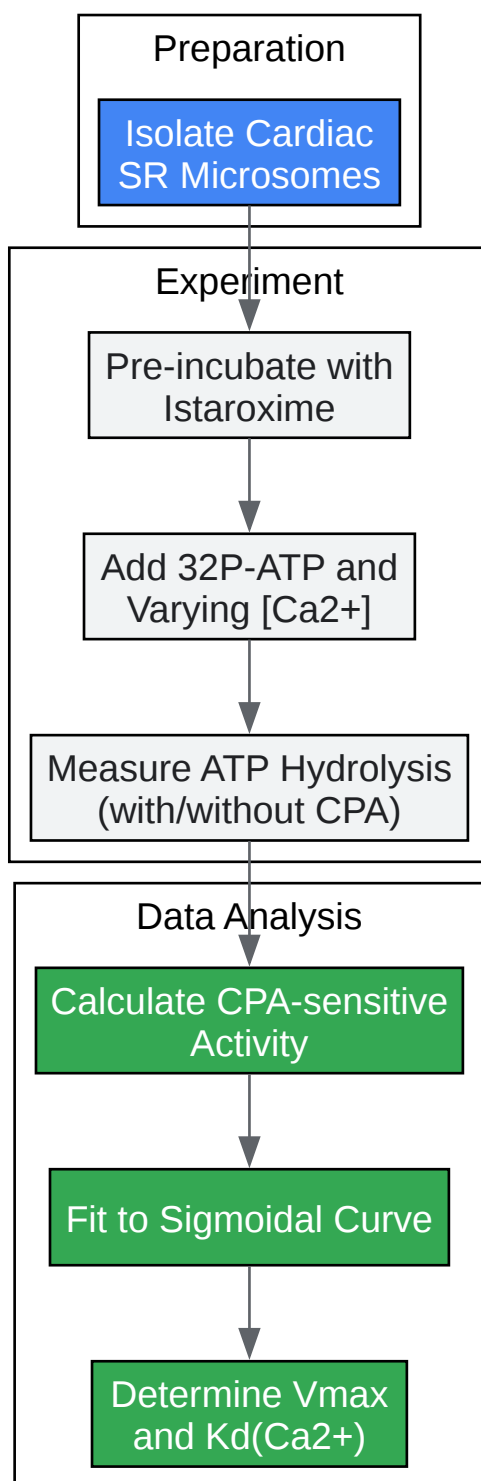 Preparation
Isolate Cardiac
SR Microsomes
Experiment
Pre-incubate with
Istaroxime
Add 32P-ATP and
Varying [Ca2+]
Measure ATP Hydrolysis
(with/without CPA)
Data Analysis
Calculate CPA-sensitive
Activity
Fit to Sigmoidal Curve
Determine Vmax
and Kd(Ca2+)